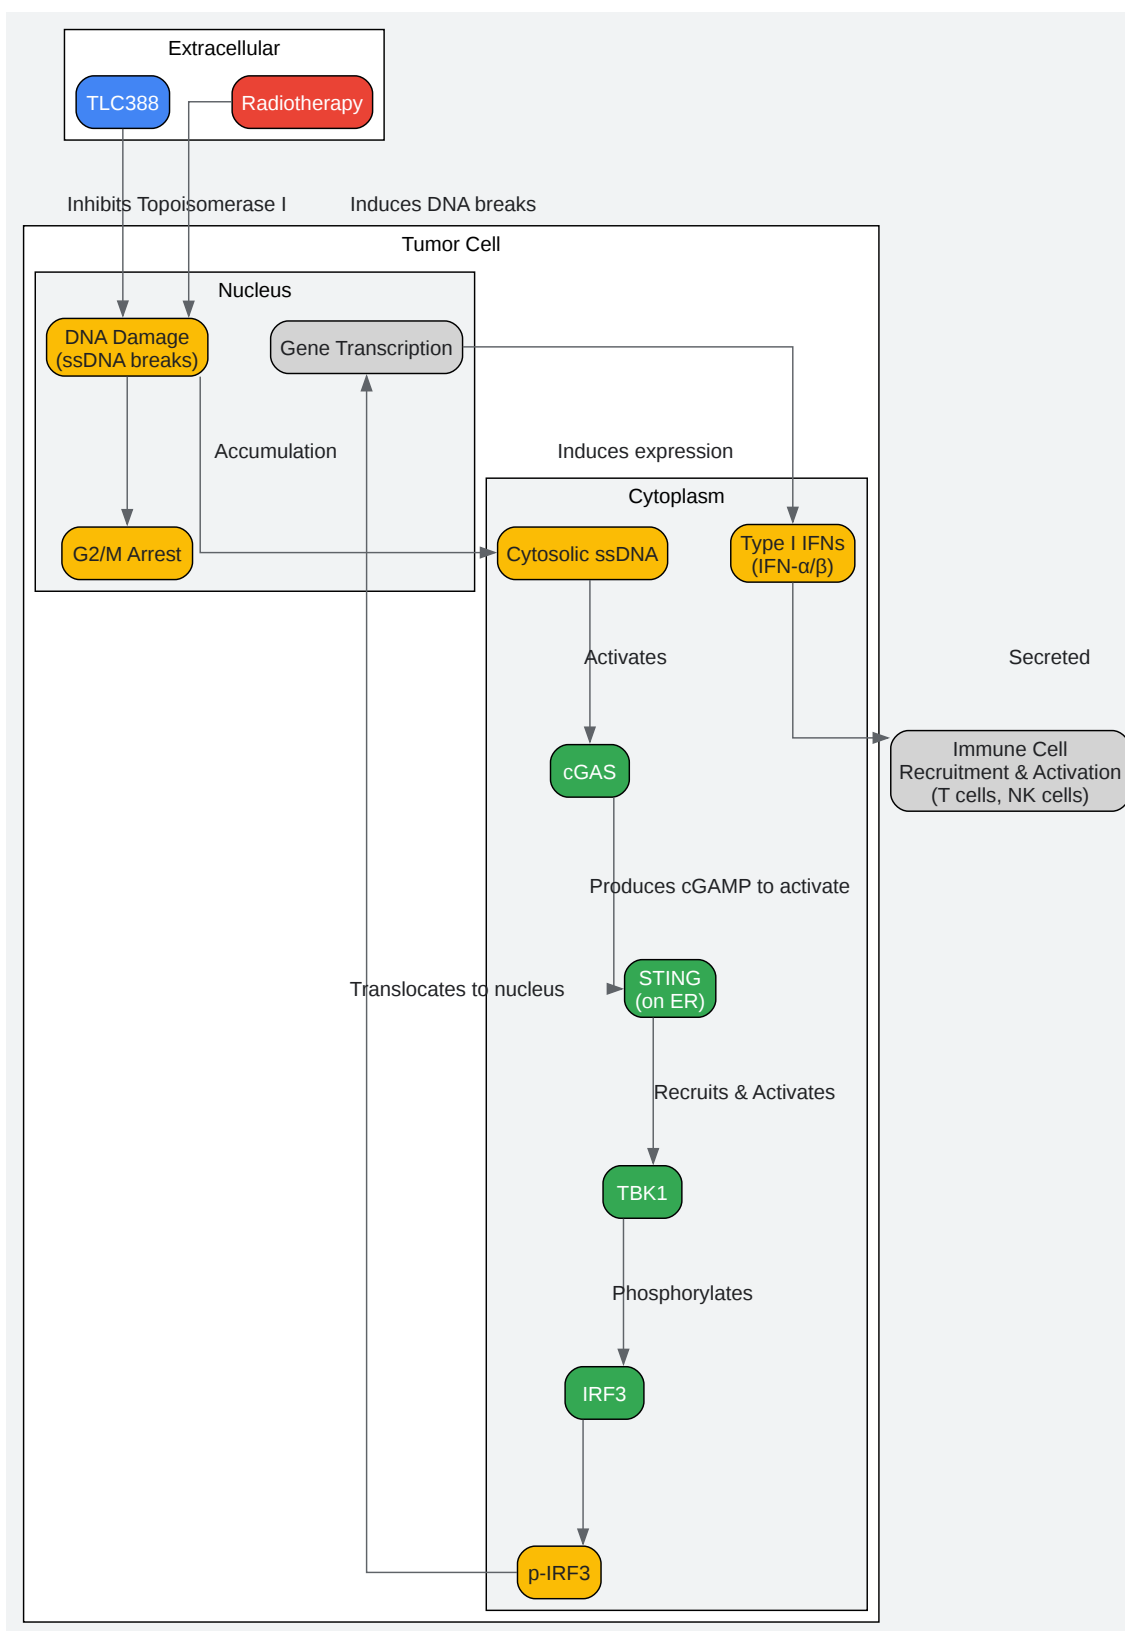 Extracellular
TLC388
Radiotherapy
Inhibits Topoisomerase I
Induces DNA breaks
Tumor Cell
Nucleus
DNA Damage
(ssDNA breaks)
Gene Transcription
Accumulation
Induces expression
Cytoplasm
G2/M Arrest
Cytosolic ssDNA
Type I IFNs
(IFN-α/β)
Activates
Secreted
cGAS
Immune Cell
Recruitment & Activation
(T cells, NK cells)
Produces cGAMP to activate
Translocates to nucleus
STING
(on ER)
Recruits & Activates
TBK1
Phosphorylates
IRF3
p-IRF3